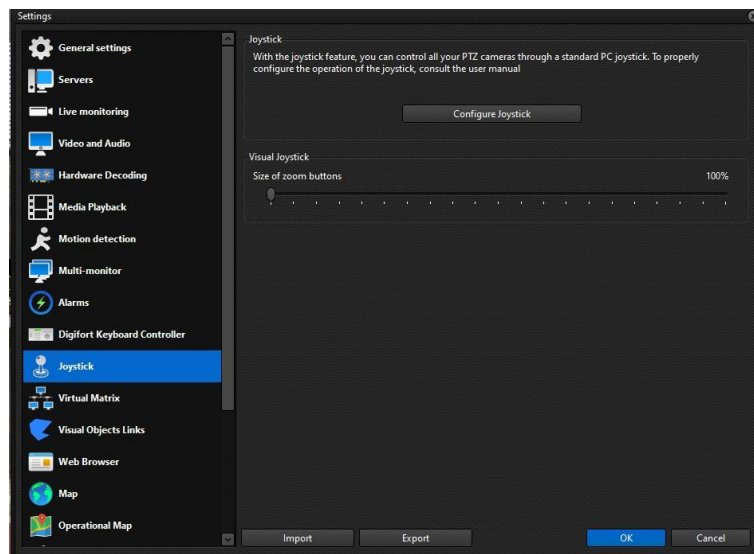 Settings
General settings
Servers
Live monitoring
Video and Audio
Hardware Decoding
Media Playback
Motion detection
Multi-monitor
Alarms
Digifort Keyboard Controller
Joystick
Virtual Matrix
Visual Objects Links
Web Browser
Map
Operational Map
Joystick
With the joystick feature, you can control all your PTZ cameras through a standard PC joystick. To properly
configure the operation of the joystick, consult the user manual
Configure Joystick
Visual Joystick
Size of zoom buttons 100%
Import Export OK Cancel